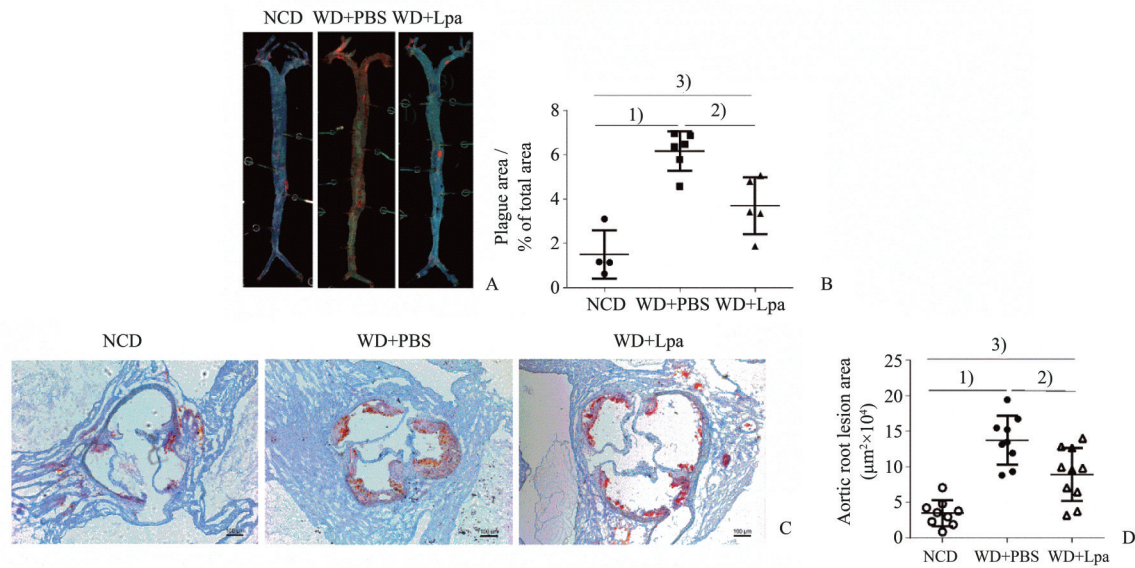 NCD WD+PBS WD+Lpa
A
3)
1) 2)
8
6
4
2
0
Plague area /
% of total area
NCD WD+PBS WD+Lpa
B
NCD WD+PBS WD+Lpa
100 μm
100 μm
C
3)
1) 2)
25
20
15
10
5
0
Aortic root lesion area
(μm²×10⁴)
NCD WD+PBS WD+Lpa
D